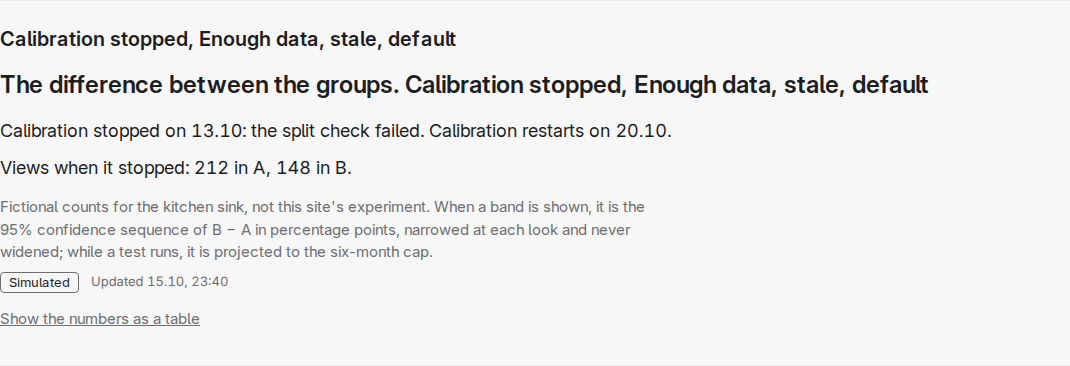 Calibration stopped, Enough data, stale, default
The difference between the groups. Calibration stopped, Enough data, stale, default
Calibration stopped on 13.10: the split check failed. Calibration restarts on 20.10.
Views when it stopped: 212 in A, 148 in B.
Fictional counts for the kitchen sink, not this site's experiment. When a band is shown, it is the
95% confidence sequence of B − A in percentage points, narrowed at each look and never
widened; while a test runs, it is projected to the six-month cap.
Simulated Updated 15.10, 23:40
Show the numbers as a table